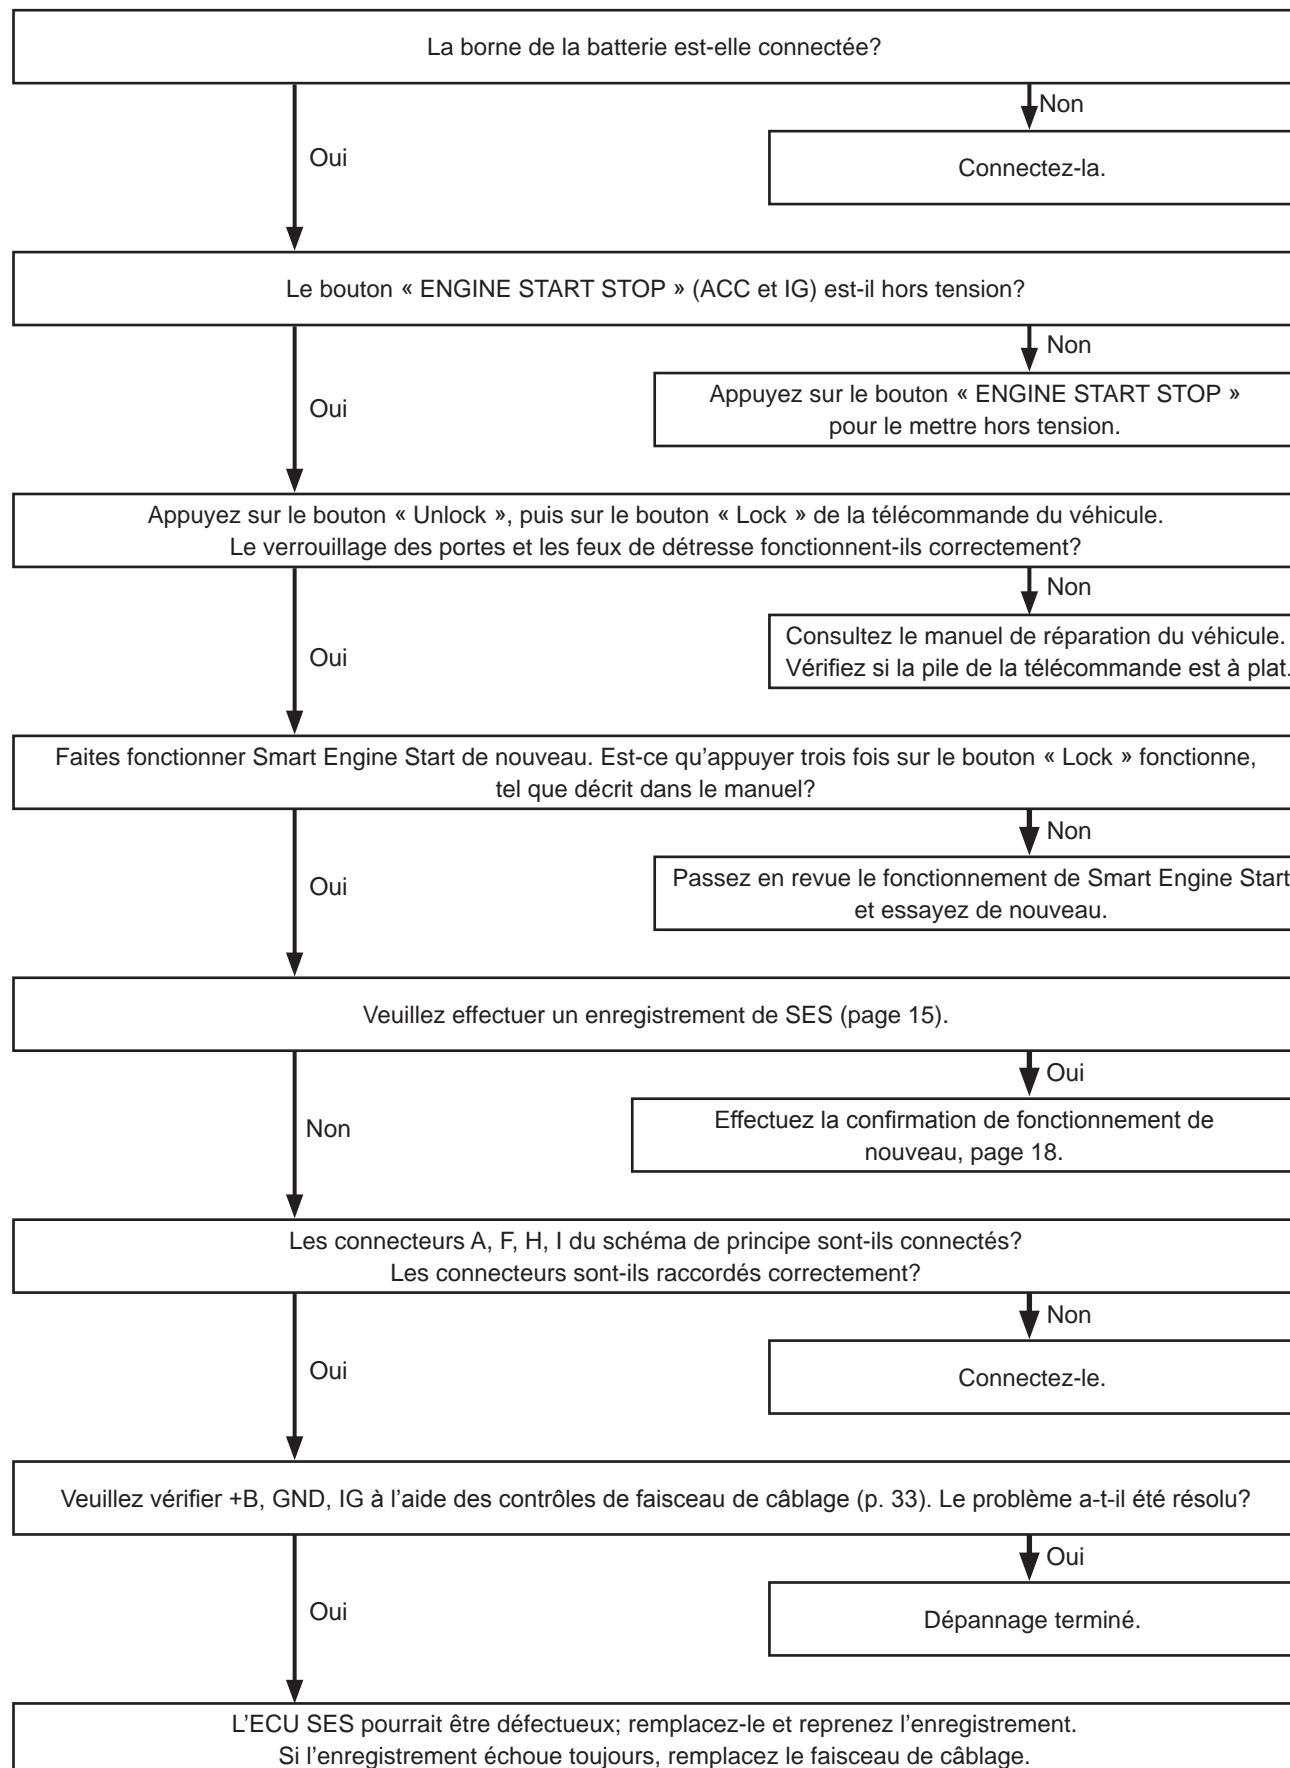 La borne de la batterie est-elle connectée?
Non
Oui
Connectez-la.
Le bouton « ENGINE START STOP » (ACC et IG) est-il hors tension?
Non
Oui
Appuyez sur le bouton « ENGINE START STOP »
pour le mettre hors tension.
Appuyez sur le bouton « Unlock », puis sur le bouton « Lock » de la télécommande du véhicule.
Le verrouillage des portes et les feux de détresse fonctionnent-ils correctement?
Non
Oui
Consultez le manuel de réparation du véhicule.
Vérifiez si la pile de la télécommande est à plat.
Faites fonctionner Smart Engine Start de nouveau. Est-ce qu’appuyer trois fois sur le bouton « Lock » fonctionne,
tel que décrit dans le manuel?
Non
Oui
Passez en revue le fonctionnement de Smart Engine Start
et essayez de nouveau.
Veuillez effectuer un enregistrement de SES (page 15).
Oui
Non
Effectuez la confirmation de fonctionnement de
nouveau, page 18.
Les connecteurs A, F, H, I du schéma de principe sont-ils connectés?
Les connecteurs sont-ils raccordés correctement?
Non
Oui
Connectez-le.
Veuillez vérifier +B, GND, IG à l’aide des contrôles de faisceau de câblage (p. 33). Le problème a-t-il été résolu?
Oui
Oui
Dépannage terminé.
L’ECU SES pourrait être défectueux; remplacez-le et reprenez l’enregistrement.
Si l’enregistrement échoue toujours, remplacez le faisceau de câblage.